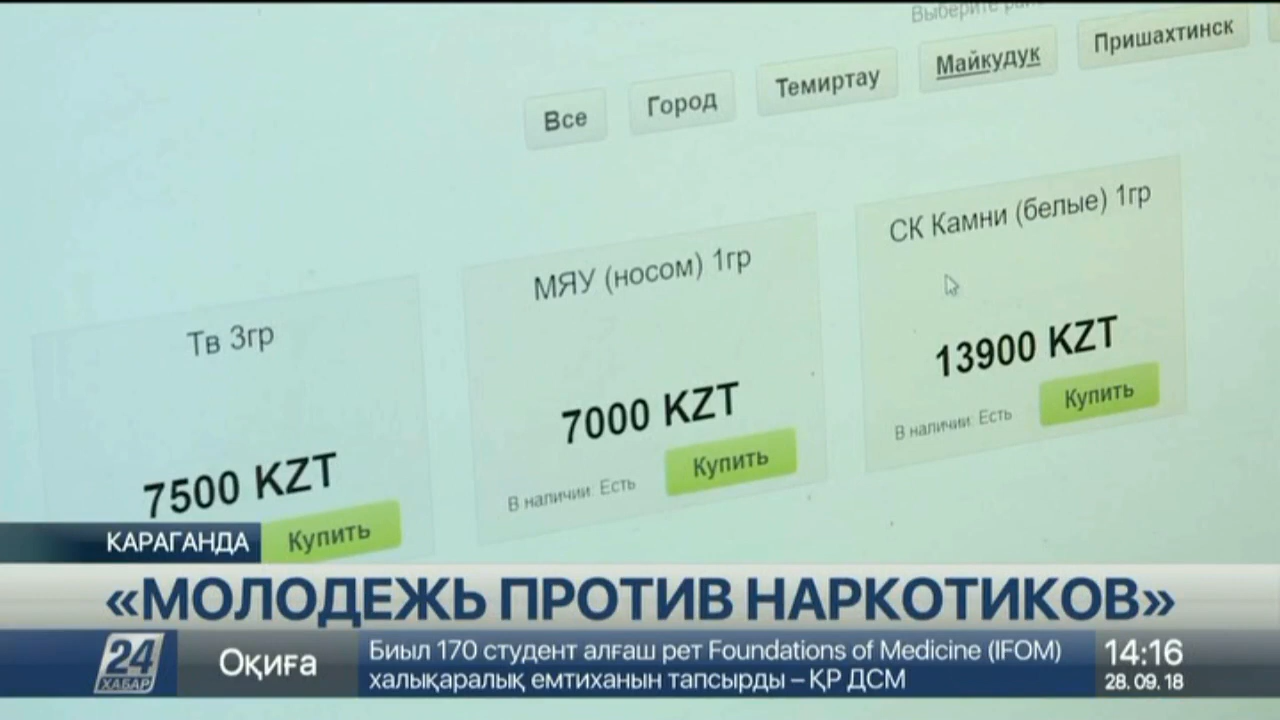 Выберите
Все
Город
Темиртау
Майкудук
Пришахтинск
Тв 3гр
7500 KZT
Купить
МЯУ (носом) 1гр
7000 KZT
В наличии: Есть
Купить
СК Камни (белые) 1гр
13900 KZT
В наличии: Есть
Купить
КАРАГАНДА
«МОЛОДЕЖЬ ПРОТИВ НАРКОТИКОВ»
24
ХАБАР
Оқиға
Биыл 170 студент алғаш рет Foundations of Medicine (IFOM)
халықаралық емтиханын тапсырды – ҚР ДСМ
14:16
28.09.18